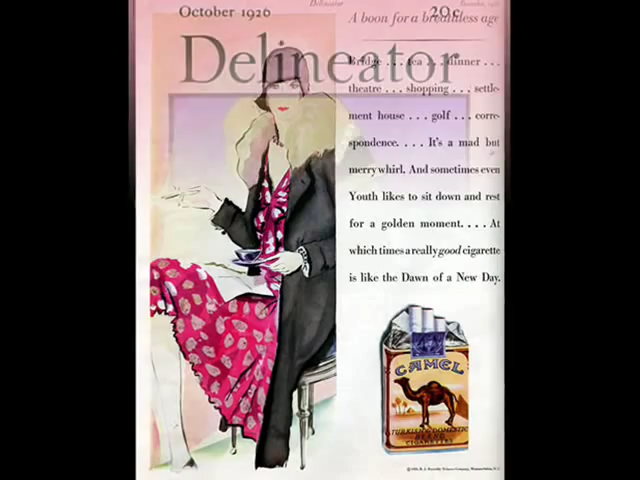 October 1926
Delineator
20c
Delineator
A boon for a breathless age
Bridge . . . tea . . . dinner . . .
theatre . . . shopping . . . settle-
ment house . . . golf . . . corre-
spondence. . . . It's a mad but
merry whirl. And sometimes even
Youth likes to sit down and rest
for a golden moment. . . . At
which times a really good cigarette
is like the Dawn of a New Day.
CAMEL
TURKISH & DOMESTIC
BLEND
CIGARETTES